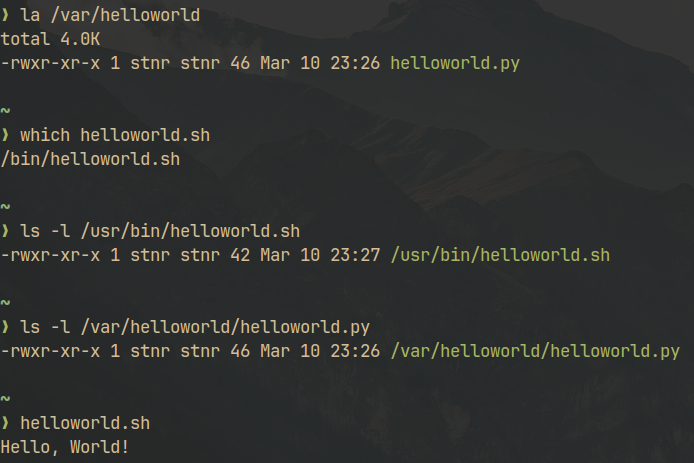 ❯ la /var/helloworld
total 4.0K
-rwxr-xr-x 1 stnr stnr 46 Mar 10 23:26 helloworld.py
~
❯ which helloworld.sh
/bin/helloworld.sh
~
❯ ls -l /usr/bin/helloworld.sh
-rwxr-xr-x 1 stnr stnr 42 Mar 10 23:27 /usr/bin/helloworld.sh
~
❯ ls -l /var/helloworld/helloworld.py
-rwxr-xr-x 1 stnr stnr 46 Mar 10 23:26 /var/helloworld/helloworld.py
~
❯ helloworld.sh
Hello, World!